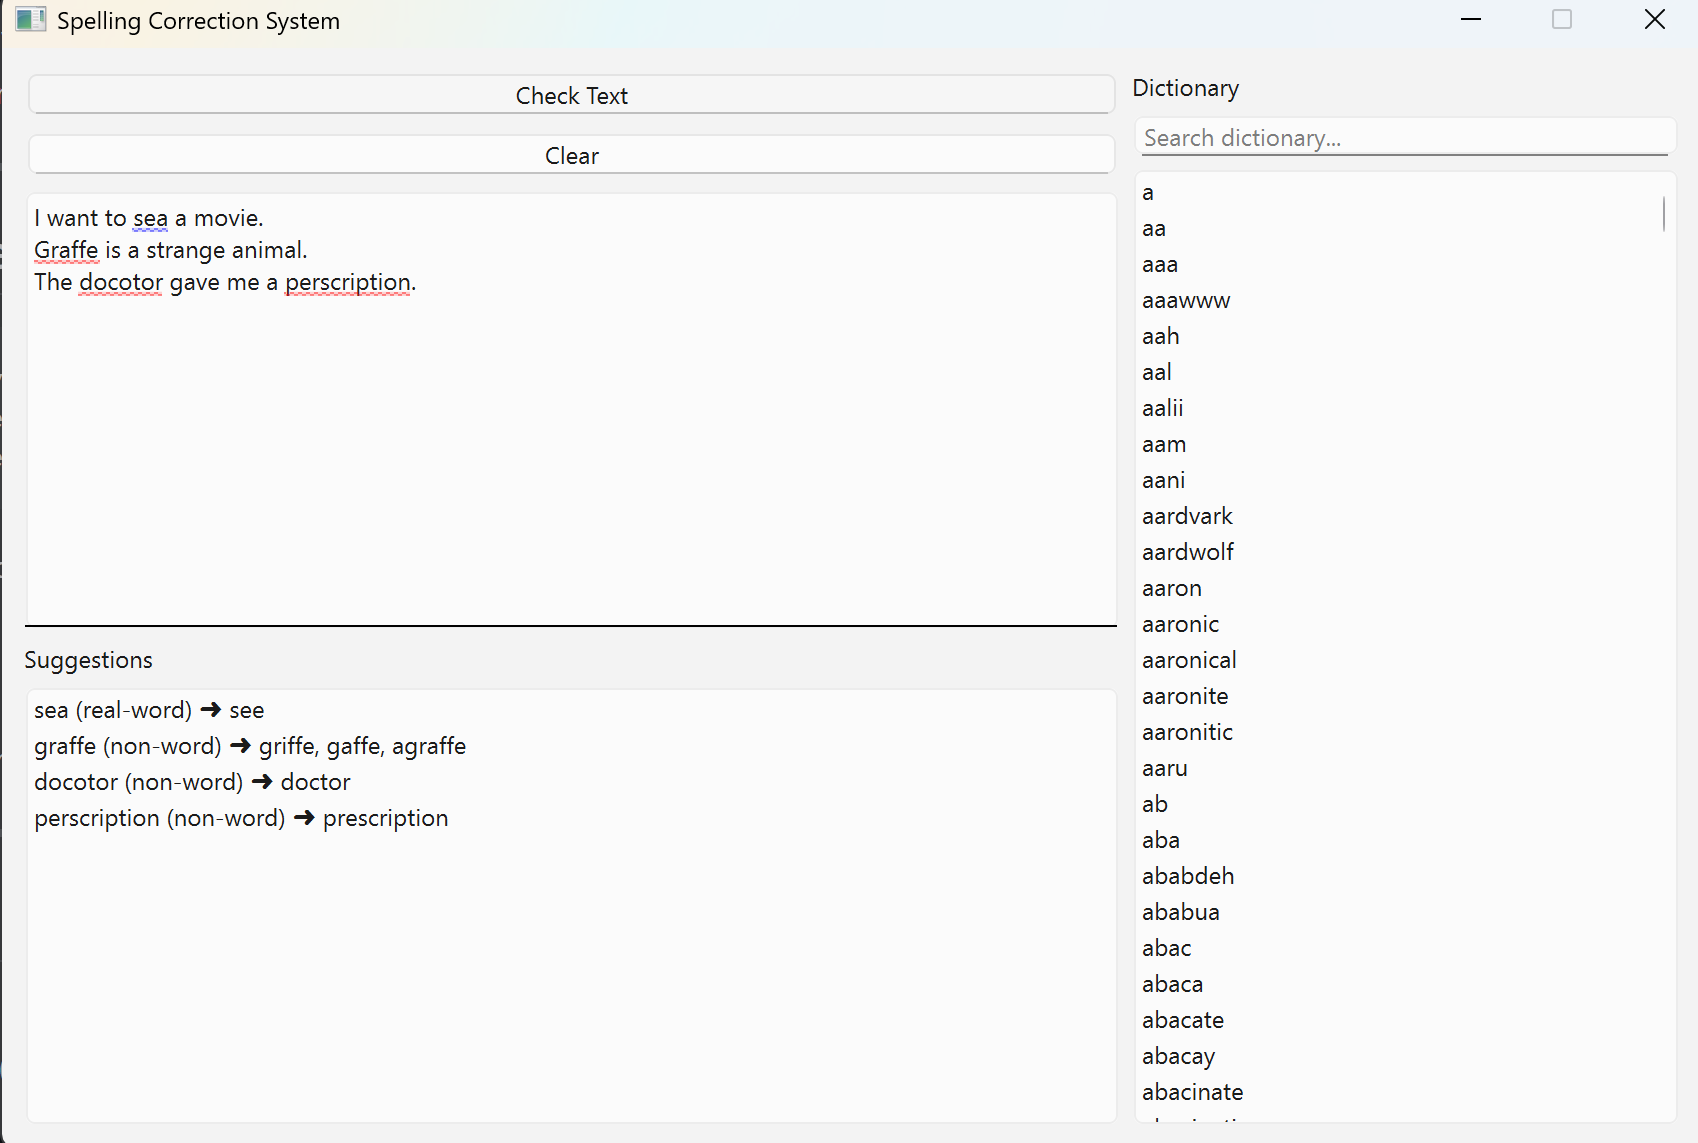 Spelling Correction System
Check Text
Clear
I want to sea a movie.
Graffe is a strange animal.
The docotor gave me a perscription.
Suggestions
sea (real-word) ➜ see
graffe (non-word) ➜ griffe, gaffe, agraffe
docotor (non-word) ➜ doctor
perscription (non-word) ➜ prescription
Dictionary
Search dictionary...
a
aa
aaa
aaawww
aah
aal
aalii
aam
aani
aardvark
aardwolf
aaron
aaronic
aaronical
aaronite
aaronitic
aaru
ab
aba
ababdeh
ababua
abac
abaca
abacate
abacay
abacinate